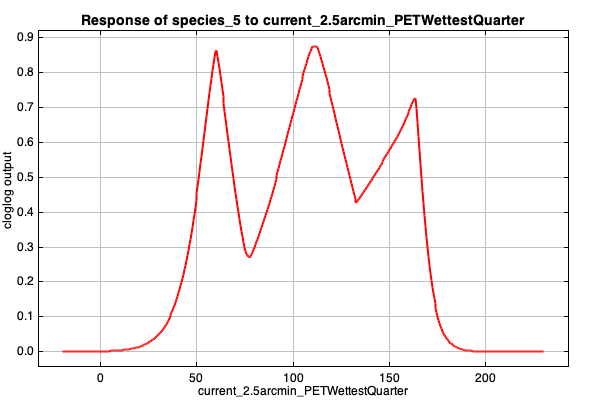 Response of species_5 to current_2.5arcmin_PETWettestQuarter
0.9
0.8
0.7
0.6
0.5
0.4
0.3
0.2
0.1
0.0
cloglog output
0 50 100 150 200
current_2.5arcmin_PETWettestQuarter